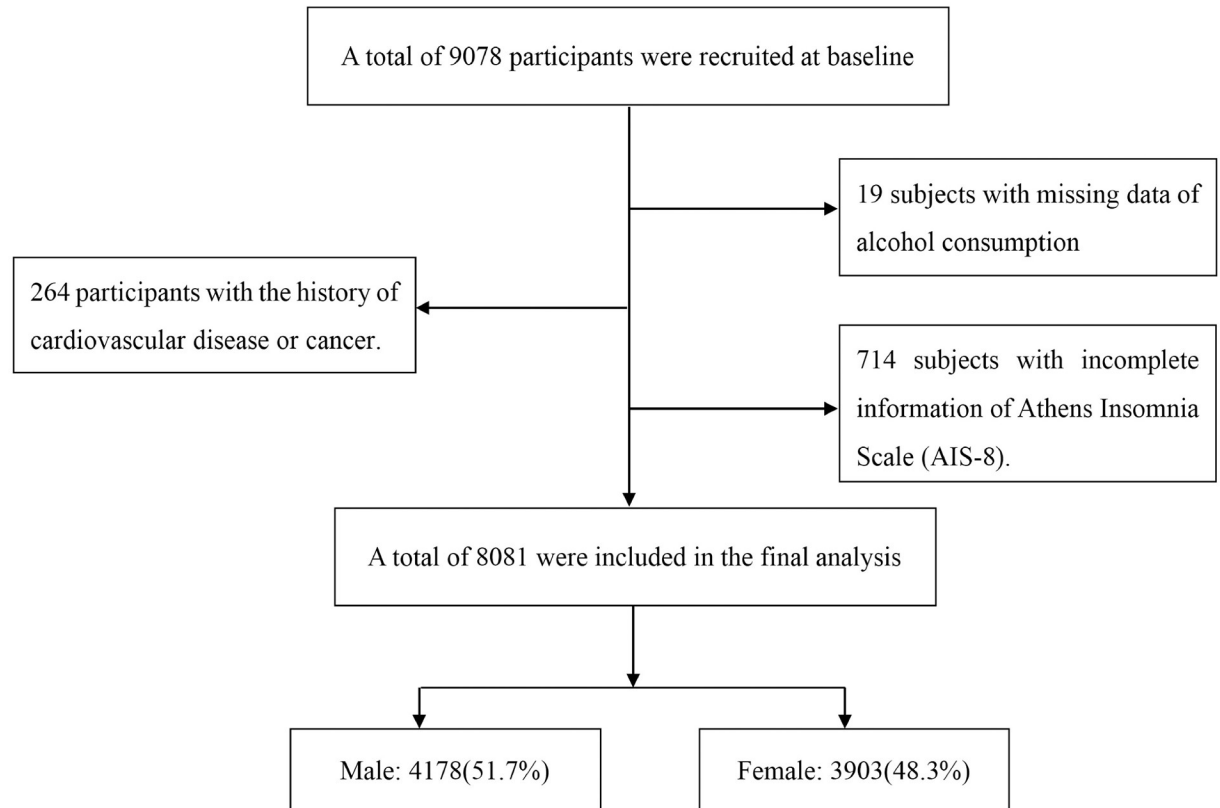 A total of 9078 participants were recruited at baseline
19 subjects with missing data of
alcohol consumption
264 participants with the history of
cardiovascular disease or cancer.
714 subjects with incomplete
information of Athens Insomnia
Scale (AIS-8).
A total of 8081 were included in the final analysis
Male: 4178(51.7%)
Female: 3903(48.3%)